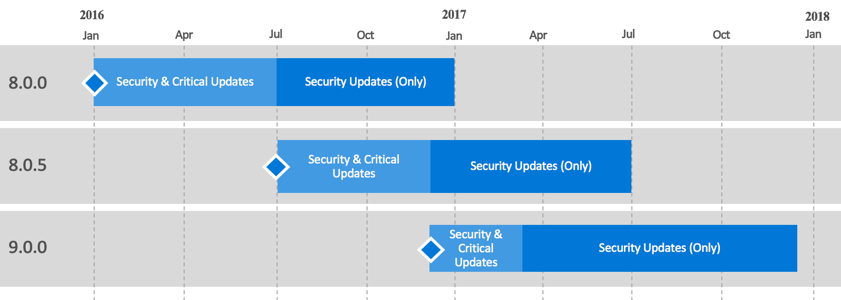 2016 2017 2018
Jan Apr Jul Oct Jan Apr Jul Oct Jan
8.0.0 Security & Critical Updates Security Updates (Only)
8.0.5 Security & Critical
Updates Security Updates (Only)
9.0.0 Security &
Critical
Updates Security Updates (Only)